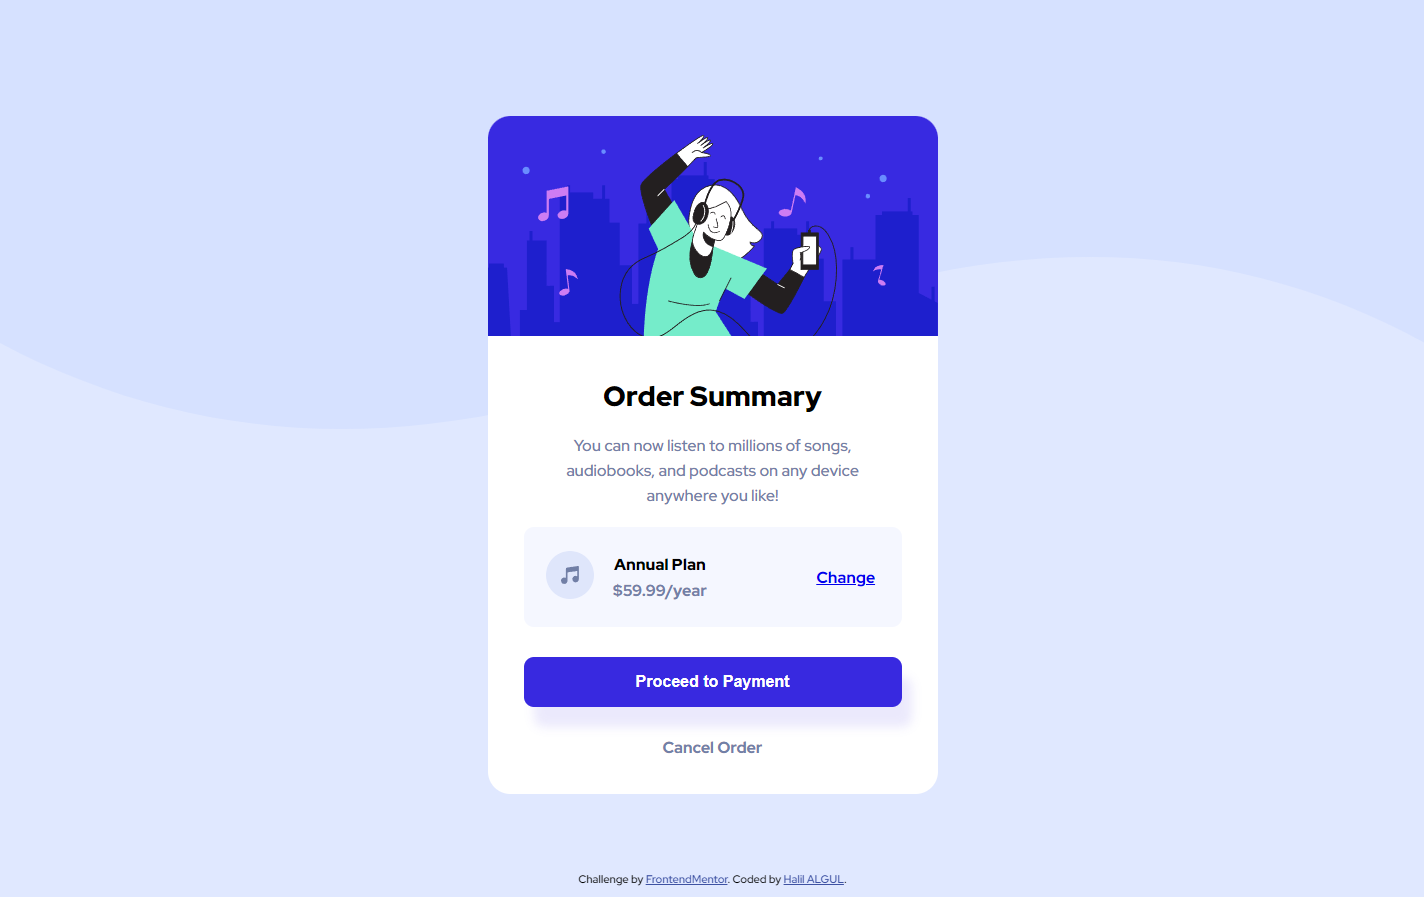 Order Summary
You can now listen to millions of songs,
audiobooks, and podcasts on any device
anywhere you like!
Annual Plan
$59.99/year
Change
Proceed to Payment
Cancel Order
Challenge by FrontendMentor. Coded by Halil ALGUL.